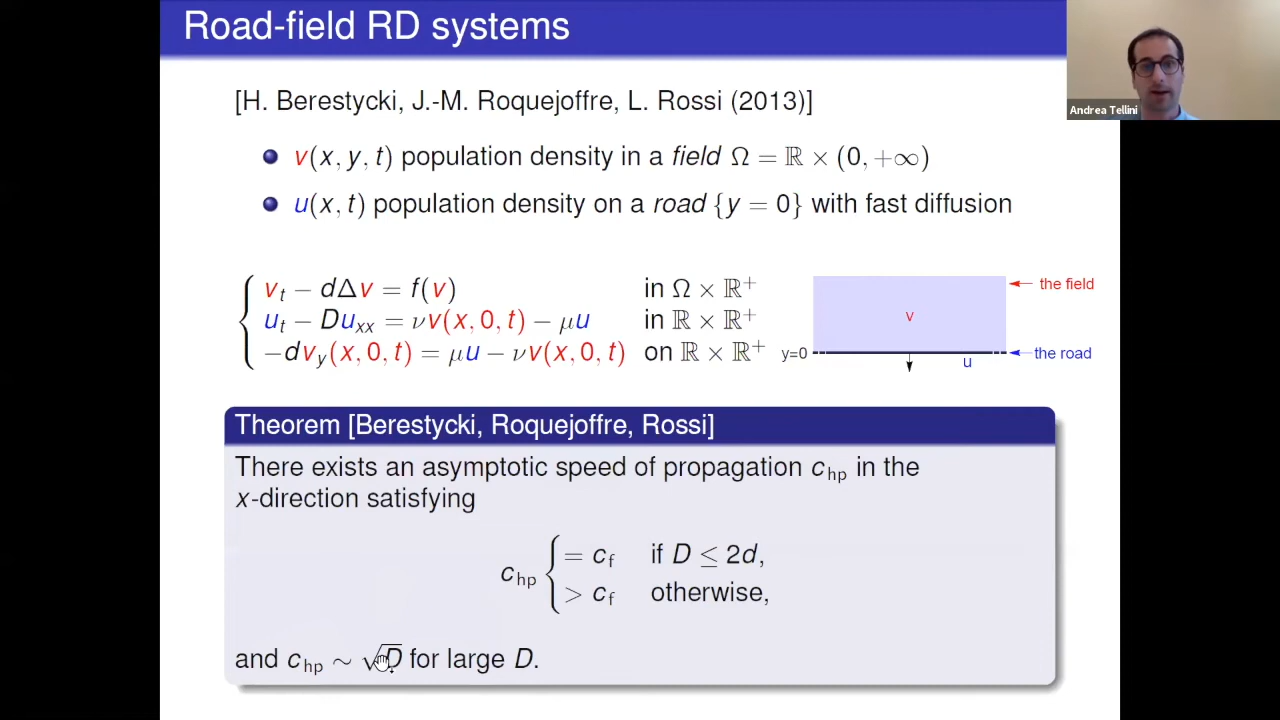 Road-field RD systems
Andrea Tellini
[H. Berestycki, J.-M. Roquejoffre, L. Rossi (2013)]
v(x, y, t) population density in a field Ω = ℝ × (0, +∞)
u(x, t) population density on a road {y = 0} with fast diffusion
v_t − dΔv = f(v) in Ω × ℝ⁺
u_t − Du_xx = νv(x, 0, t) − μu in ℝ × ℝ⁺
−dv_y(x, 0, t) = μu − νv(x, 0, t) on ℝ × ℝ⁺
the field
v
y=0
the road
u
Theorem [Berestycki, Roquejoffre, Rossi]
There exists an asymptotic speed of propagation c_hp in the
x-direction satisfying
c_hp { = c_f if D ≤ 2d,
> c_f otherwise,
and c_hp ∼ √D for large D.